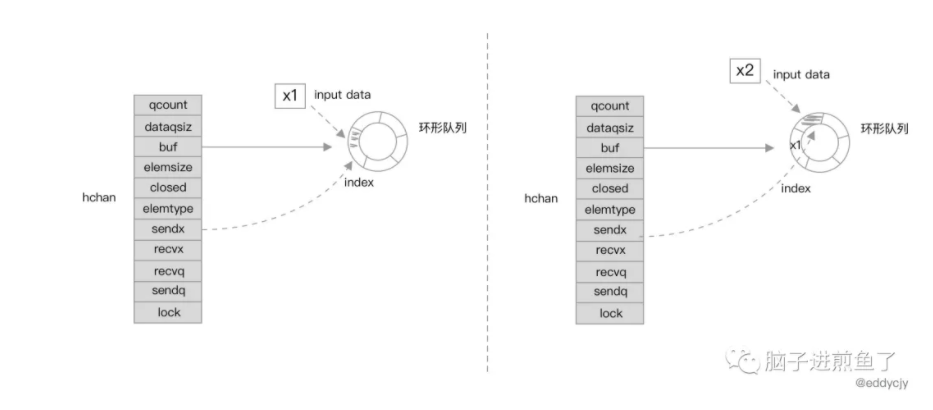 x1
input data
qcount
dataqsiz
buf
elemsize
closed
elemtype
sendx
recvx
recvq
sendq
lock
hchan
环形队列
index
x2
input data
qcount
dataqsiz
buf
elemsize
closed
elemtype
sendx
recvx
recvq
sendq
lock
hchan
环形队列
x1
index
脑子进煎鱼了
@eddycjy